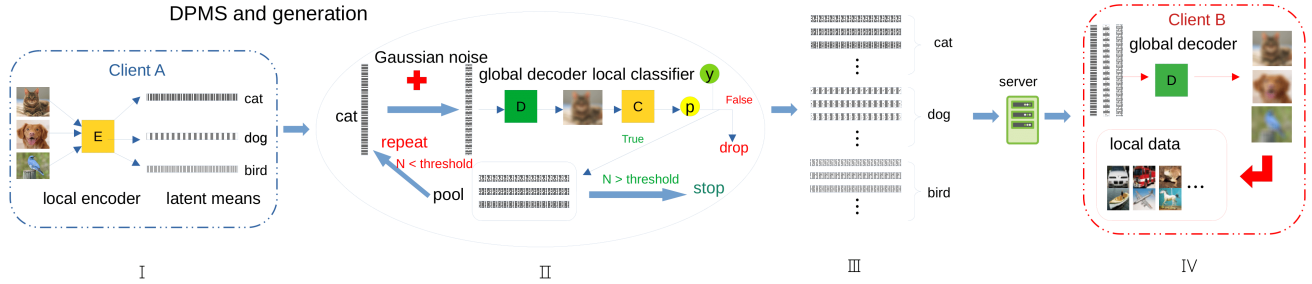 DPMS and generation
Client A
E
cat
dog
bird
local encoder
latent means
Gaussian noise
cat
global decoder
local classifier
y
D
C
p
False
True
drop
repeat
N < threshold
pool
N > threshold
stop
cat
dog
bird
server
Client B
global decoder
D
local data
I
II
III
IV